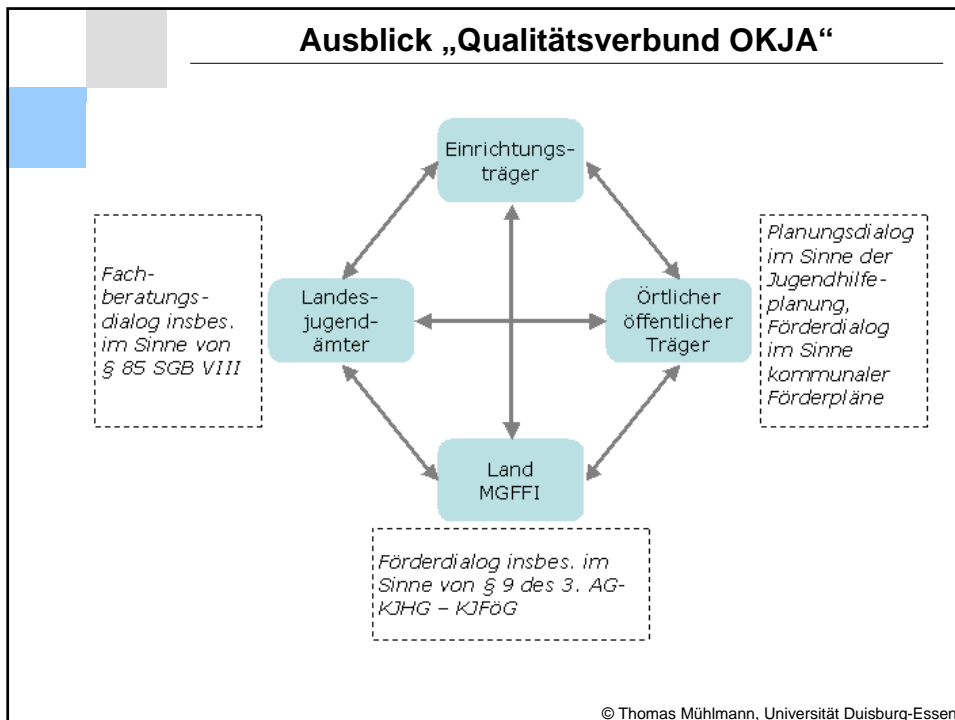 Ausblick „Qualitätsverbund OKJA“
Einrichtungs-
träger
Fach-
beratungs-
dialog insbes.
im Sinne von
§ 85 SGB VIII
Landes-
jugend-
ämter
Örtlicher
öffentlicher
Träger
Planungsdialog
im Sinne der
Jugendhilfe-
planung,
Förderdialog
im Sinne
kommunaler
Förderpläne
Land
MGFFI
Förderdialog insbes. im
Sinne von § 9 des 3. AG-
KJHG – KJFöG
© Thomas Mühlmann, Universität Duisburg-Essen